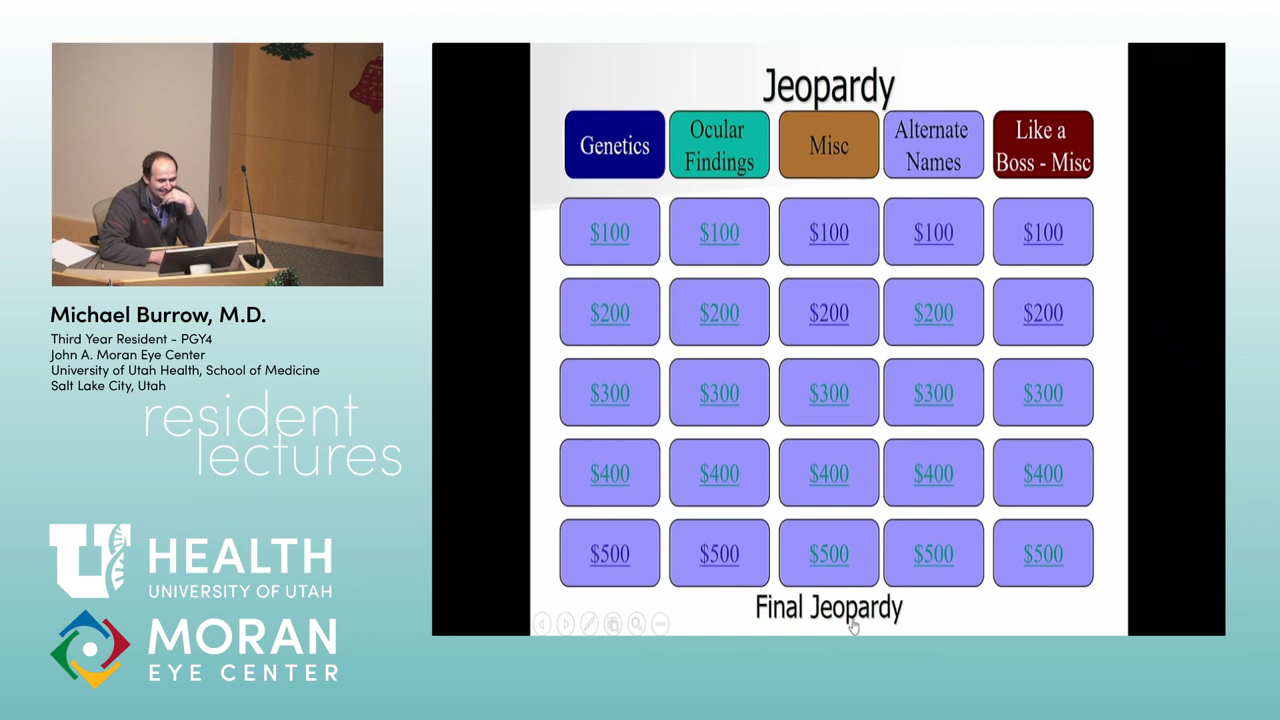 Michael Burrow, M.D.
Third Year Resident - PGY4
John A. Moran Eye Center
University of Utah Health, School of Medicine
Salt Lake City, Utah
resident
lectures
U HEALTH
UNIVERSITY OF UTAH
MORAN
EYE CENTER
Jeopardy
Genetics
Ocular
Findings
Misc
Alternate
Names
Like a
Boss - Misc
$100 $100 $100 $100 $100
$200 $200 $200 $200 $200
$300 $300 $300 $300 $300
$400 $400 $400 $400 $400
$500 $500 $500 $500 $500
Final Jeopardy